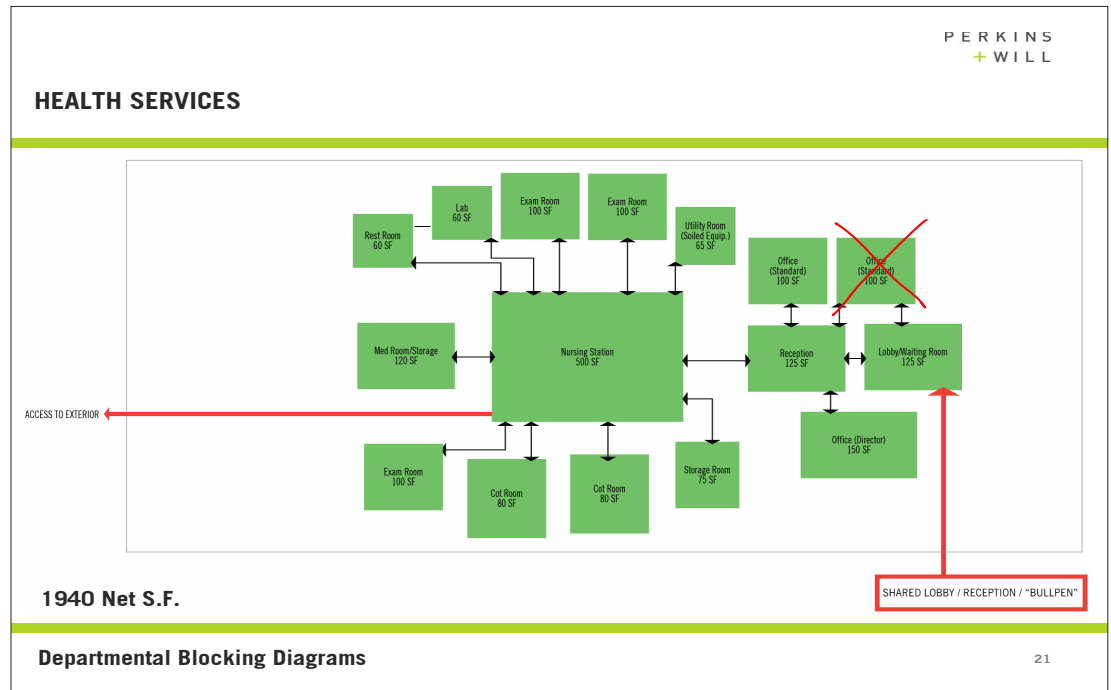 PERKINS
+ WILL
HEALTH SERVICES
Lab
60 SF
Exam Room
100 SF
Exam Room
100 SF
Rest Room
60 SF
Utility Room
(Soiled Equip.)
65 SF
Office
(Standard)
100 SF
Office
(Standard)
100 SF
Med Room/Storage
120 SF
Nursing Station
500 SF
Reception
125 SF
Lobby/Waiting Room
125 SF
ACCESS TO EXTERIOR
Office (Director)
150 SF
Exam Room
100 SF
Cot Room
80 SF
Cot Room
80 SF
Storage Room
75 SF
SHARED LOBBY / RECEPTION / “BULLPEN”
1940 Net S.F.
Departmental Blocking Diagrams
21